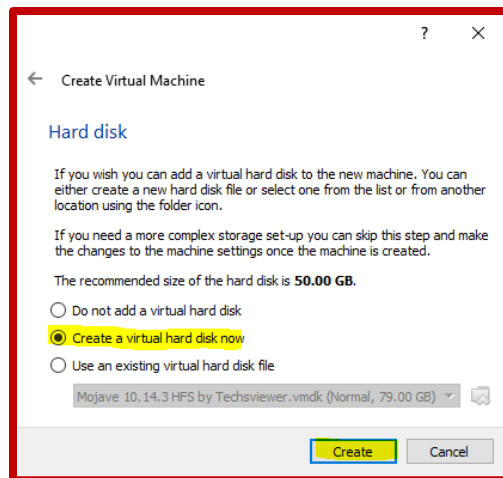 ?
Create Virtual Machine
Hard disk
If you wish you can add a virtual hard disk to the new machine. You can
either create a new hard disk file or select one from the list or from another
location using the folder icon.
If you need a more complex storage set-up you can skip this step and make
the changes to the machine settings once the machine is created.
The recommended size of the hard disk is 50.00 GB.
Do not add a virtual hard disk
Create a virtual hard disk now
Use an existing virtual hard disk file
Mojave 10.14.3 HFS by Techsviewer.vmdk (Normal, 79.00 GB)
Create Cancel